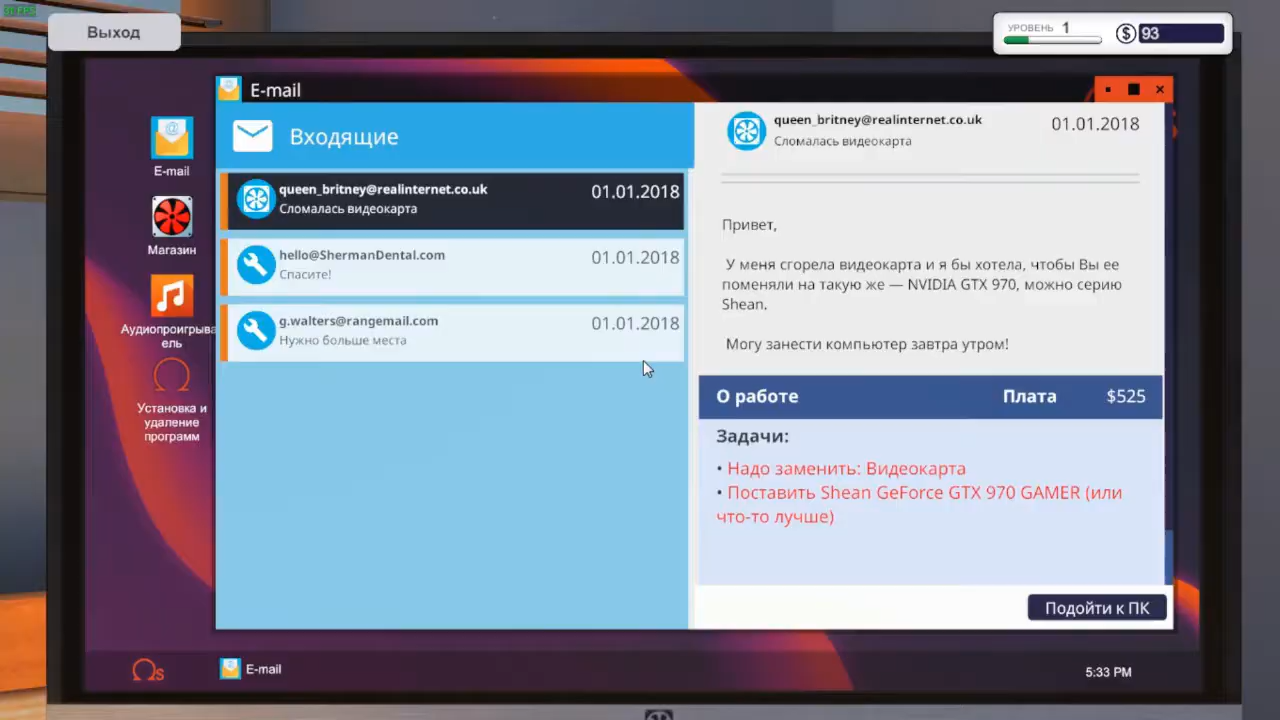 Выход
УРОВЕНЬ 1
$ 93
E-mail
E-mail
Магазин
Аудиопроигрыва
ель
Установка и
удаление
программ
Входящие
queen_britney@realinternet.co.uk
01.01.2018
Сломалась видеокарта
hello@ShermanDental.com
01.01.2018
Спасите!
g.walters@rangemail.com
01.01.2018
Нужно больше места
queen_britney@realinternet.co.uk
01.01.2018
Сломалась видеокарта
Привет,
У меня сгорела видеокарта и я бы хотела, чтобы Вы ее
поменяли на такую же — NVIDIA GTX 970, можно серию
Shean.
Могу занести компьютер завтра утром!
О работе Плата $525
Задачи:
• Надо заменить: Видеокарта
• Поставить Shean GeForce GTX 970 GAMER (или
что-то лучше)
Подойти к ПК
Ωs
E-mail
5:33 PM